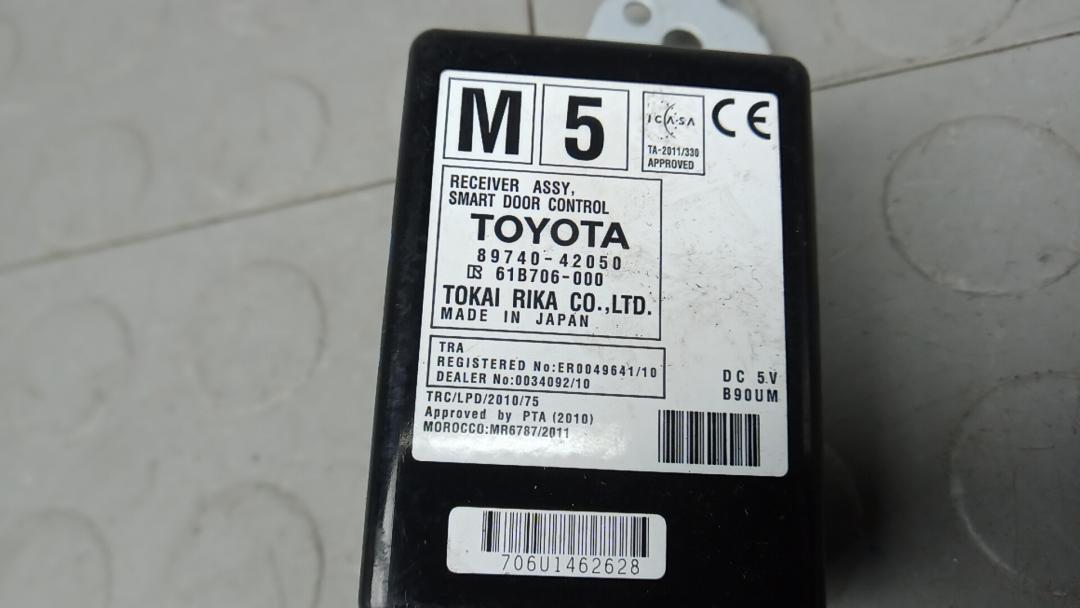 M 5
ICASA
TA-2011/330
APPROVED
CE
RECEIVER ASSY,
SMART DOOR CONTROL
TOYOTA
89740-42050
R 61B706-000
TOKAI RIKA CO.,LTD.
MADE IN JAPAN
TRA
REGISTERED No:ER0049641/10
DEALER No:0034092/10
TRC/LPD/2010/75
Approved by PTA (2010)
MOROCCO:MR6787/2011
DC 5V
B90UM
706U1462628